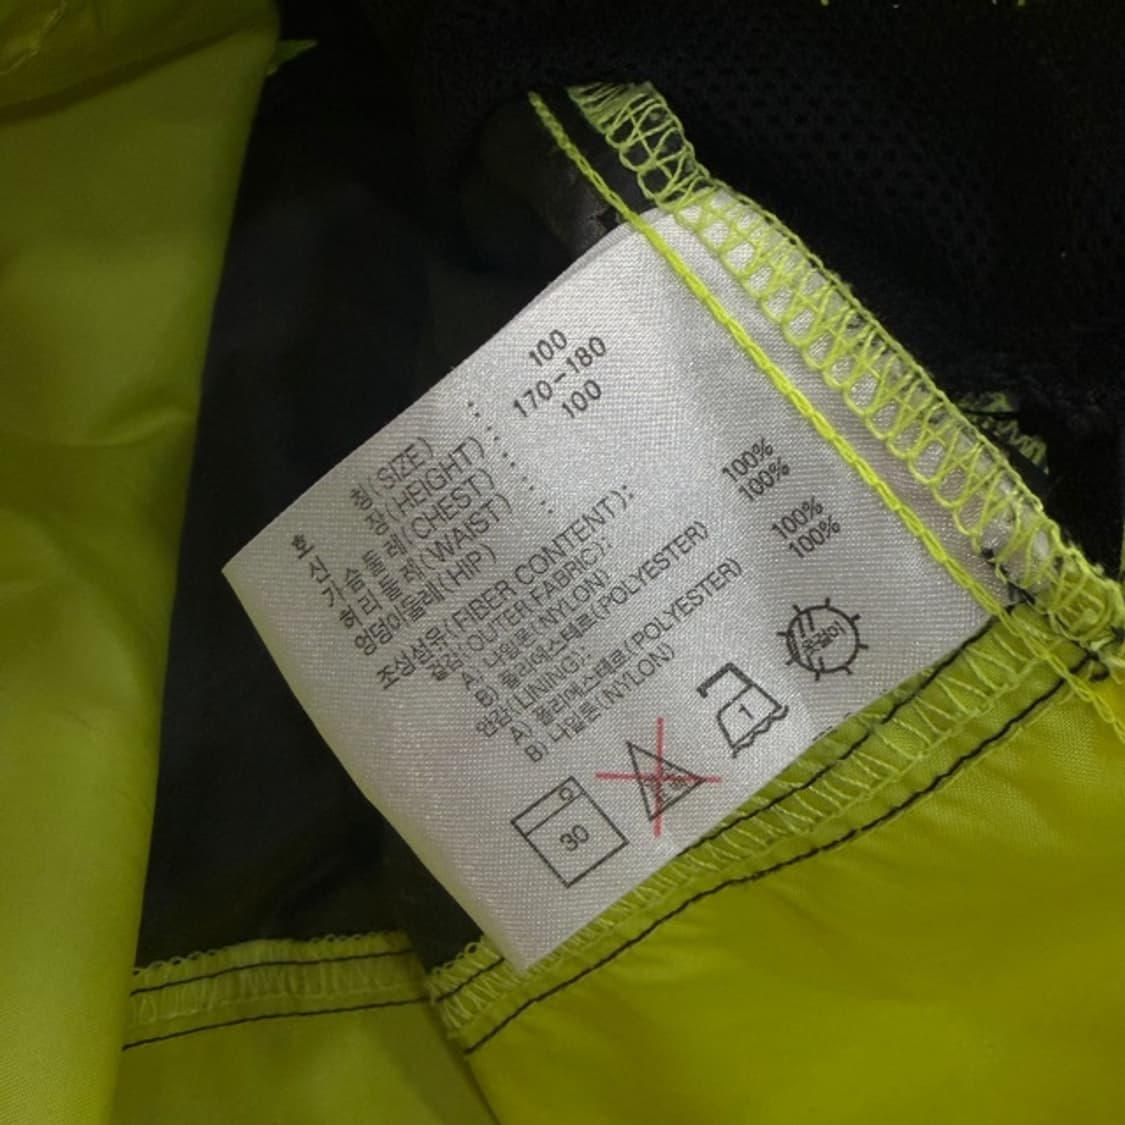 호칭(SIZE) ······ 100
신장(HEIGHT) ······ 170-180
가슴둘레(CHEST) ······ 100
허리둘레(WAIST)
엉덩이둘레(HIP)
조성섬유(FIBER CONTENT):
겉감(OUTER FABRIC):
A) 나일론(NYLON) 100%
B) 폴리에스테르(POLYESTER) 100%
안감(LINING):
A) 폴리에스테르(POLYESTER) 100%
B) 나일론(NYLON) 100%
30
1
옷걸이